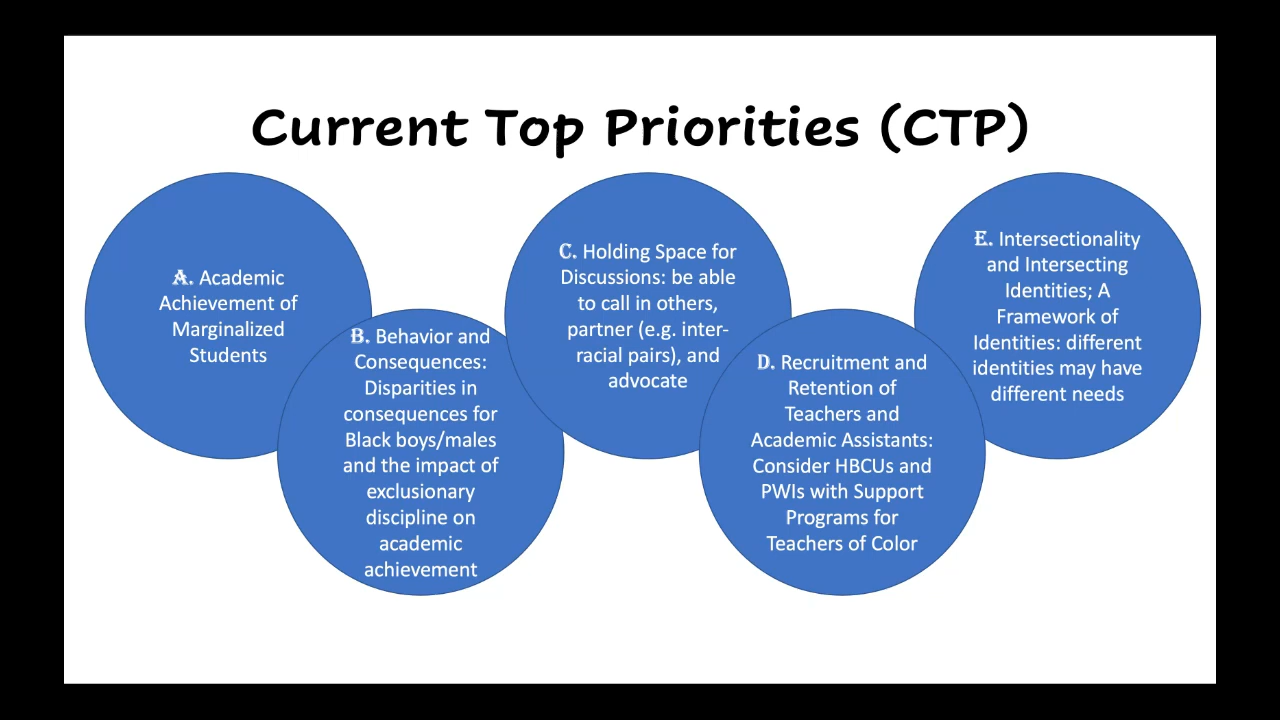 Current Top Priorities (CTP)
A. Academic
Achievement of
Marginalized
Students
B. Behavior and
Consequences:
Disparities in
consequences for
Black boys/males
and the impact of
exclusionary
discipline on
academic
achievement
C. Holding Space for
Discussions: be able
to call in others,
partner (e.g. inter-
racial pairs), and
advocate
D. Recruitment and
Retention of
Teachers and
Academic Assistants:
Consider HBCUs and
PWIs with Support
Programs for
Teachers of Color
E. Intersectionality
and Intersecting
Identities; A
Framework of
Identities: different
identities may have
different needs